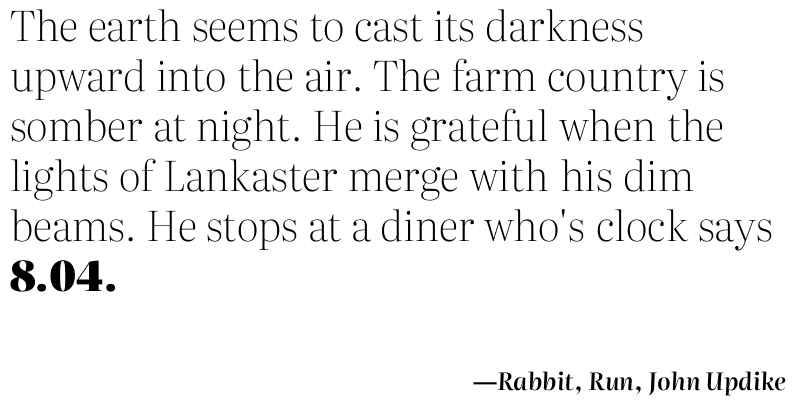 The earth seems to cast its darkness
upward into the air. The farm country is
somber at night. He is grateful when the
lights of Lankaster merge with his dim
beams. He stops at a diner who's clock says
8.04.
—Rabbit, Run, John Updike